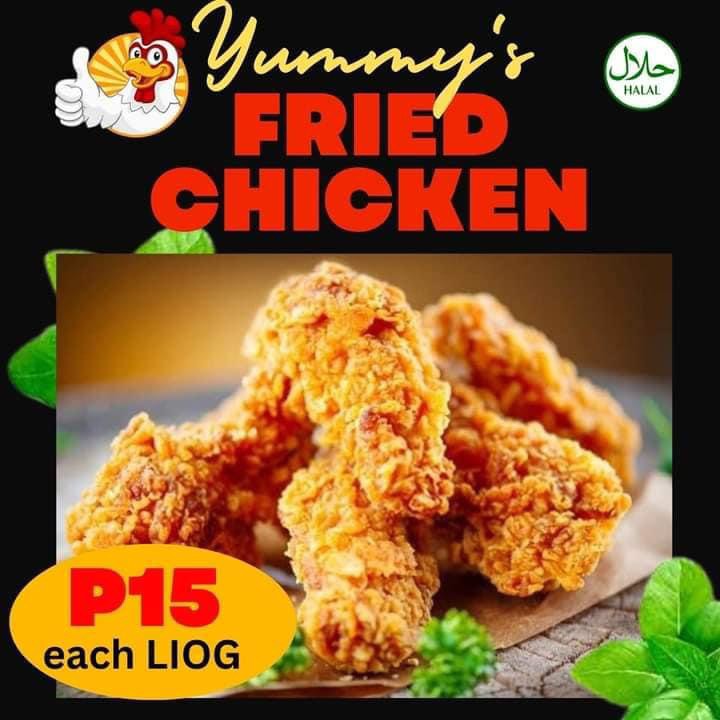 Yummy's
حلال
HALAL
FRIED
CHICKEN
P15
each LIOG